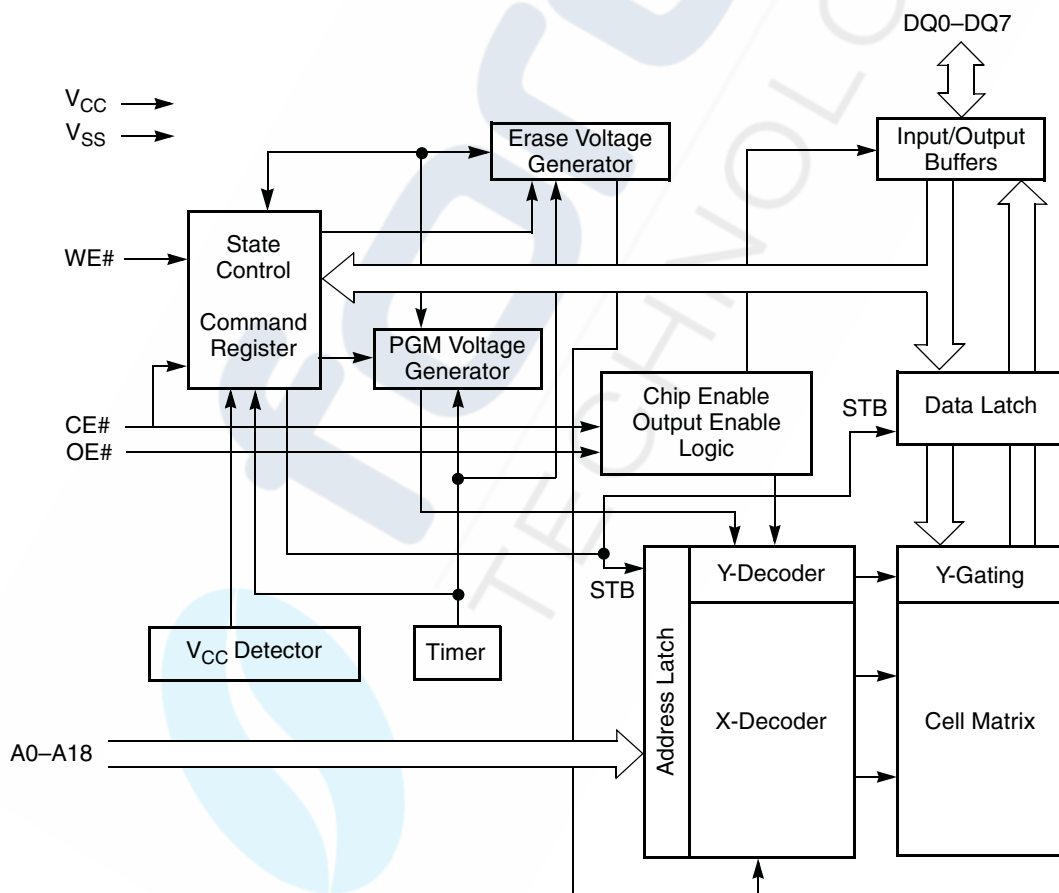 DQ0–DQ7
VCC
VSS
Erase Voltage
Generator
Input/Output
Buffers
WE#
State
Control
Command
Register
PGM Voltage
Generator
Chip Enable
Output Enable
Logic
STB
Data Latch
CE#
OE#
STB
Y-Decoder
Y-Gating
VCC Detector
Timer
Address Latch
X-Decoder
Cell Matrix
A0–A18
TECHNOLO